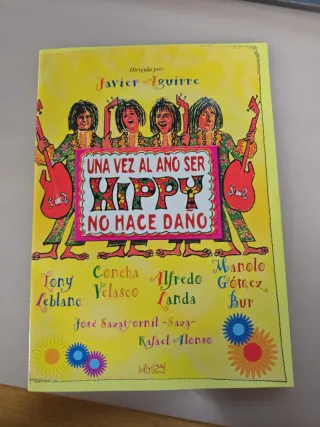 Dirigida por
Javier Aguirre
UNA VEZ AL AÑO SER
HIPPY
NO HACE DAÑO
Tony
Leblanc
Concha
Velasco
Alfredo
Landa
Manolo
Gómez
Bur
José Sazatornil -Saza-
Rafael Alonso